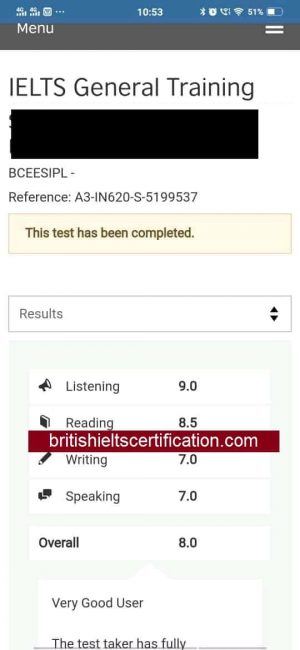 10:53
51%
Menu
IELTS General Training
BCEESIPL -
Reference: A3-IN620-S-5199537
This test has been completed.
Results
Listening 9.0
Reading 8.5
britishieltscertification.com
Writing 7.0
Speaking 7.0
Overall 8.0
Very Good User
The test taker has fully